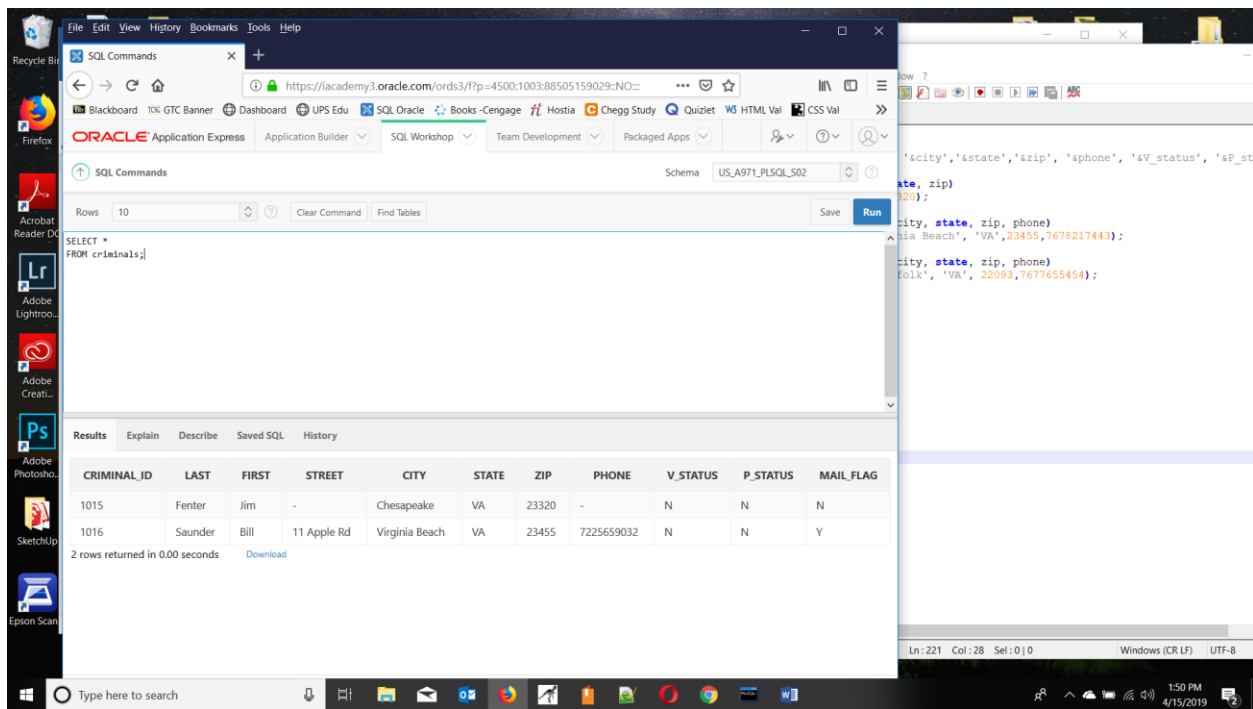 File Edit View History Bookmarks Tools Help
Recycle Bin
SQL Commands
https://iacademy3.oracle.com/ords3/f?p=4500:1003:88505159029::NO:::
Blackboard GTC Banner Dashboard UPS Edu SQL Oracle Books -Cengage Hostia Chegg Study Quizlet HTML Val CSS Val
ORACLE Application Express Application Builder SQL Workshop Team Development Packaged Apps
Firefox
SQL Commands Schema US_A971_PLSQL_S02
Rows 10 Clear Command Find Tables Save Run
Acrobat
Reader DC
SELECT *
FROM criminals;
Adobe
Lightroo...
Adobe
Creati...
Results Explain Describe Saved SQL History
Ps
Adobe
Photosho...
CRIMINAL_ID LAST FIRST STREET CITY STATE ZIP PHONE V_STATUS P_STATUS MAIL_FLAG
1015 Fenter Jim - Chesapeake VA 23320 - N N N
1016 Saunder Bill 11 Apple Rd Virginia Beach VA 23455 7225659032 N N Y
2 rows returned in 0.00 seconds Download
SketchUp
Epson Scan
Lr
ow ?
'&city','&state','&zip', '&phone', '&V_status', '&P_st
ate, zip)
320);
city, state, zip, phone)
nia Beach', 'VA',23455,7678217443);
city, state, zip, phone)
folk', 'VA', 22093,7677655454);
Ln : 221 Col : 28 Sel : 0 | 0 Windows (CR LF) UTF-8
Type here to search
1:50 PM
4/15/2019
2